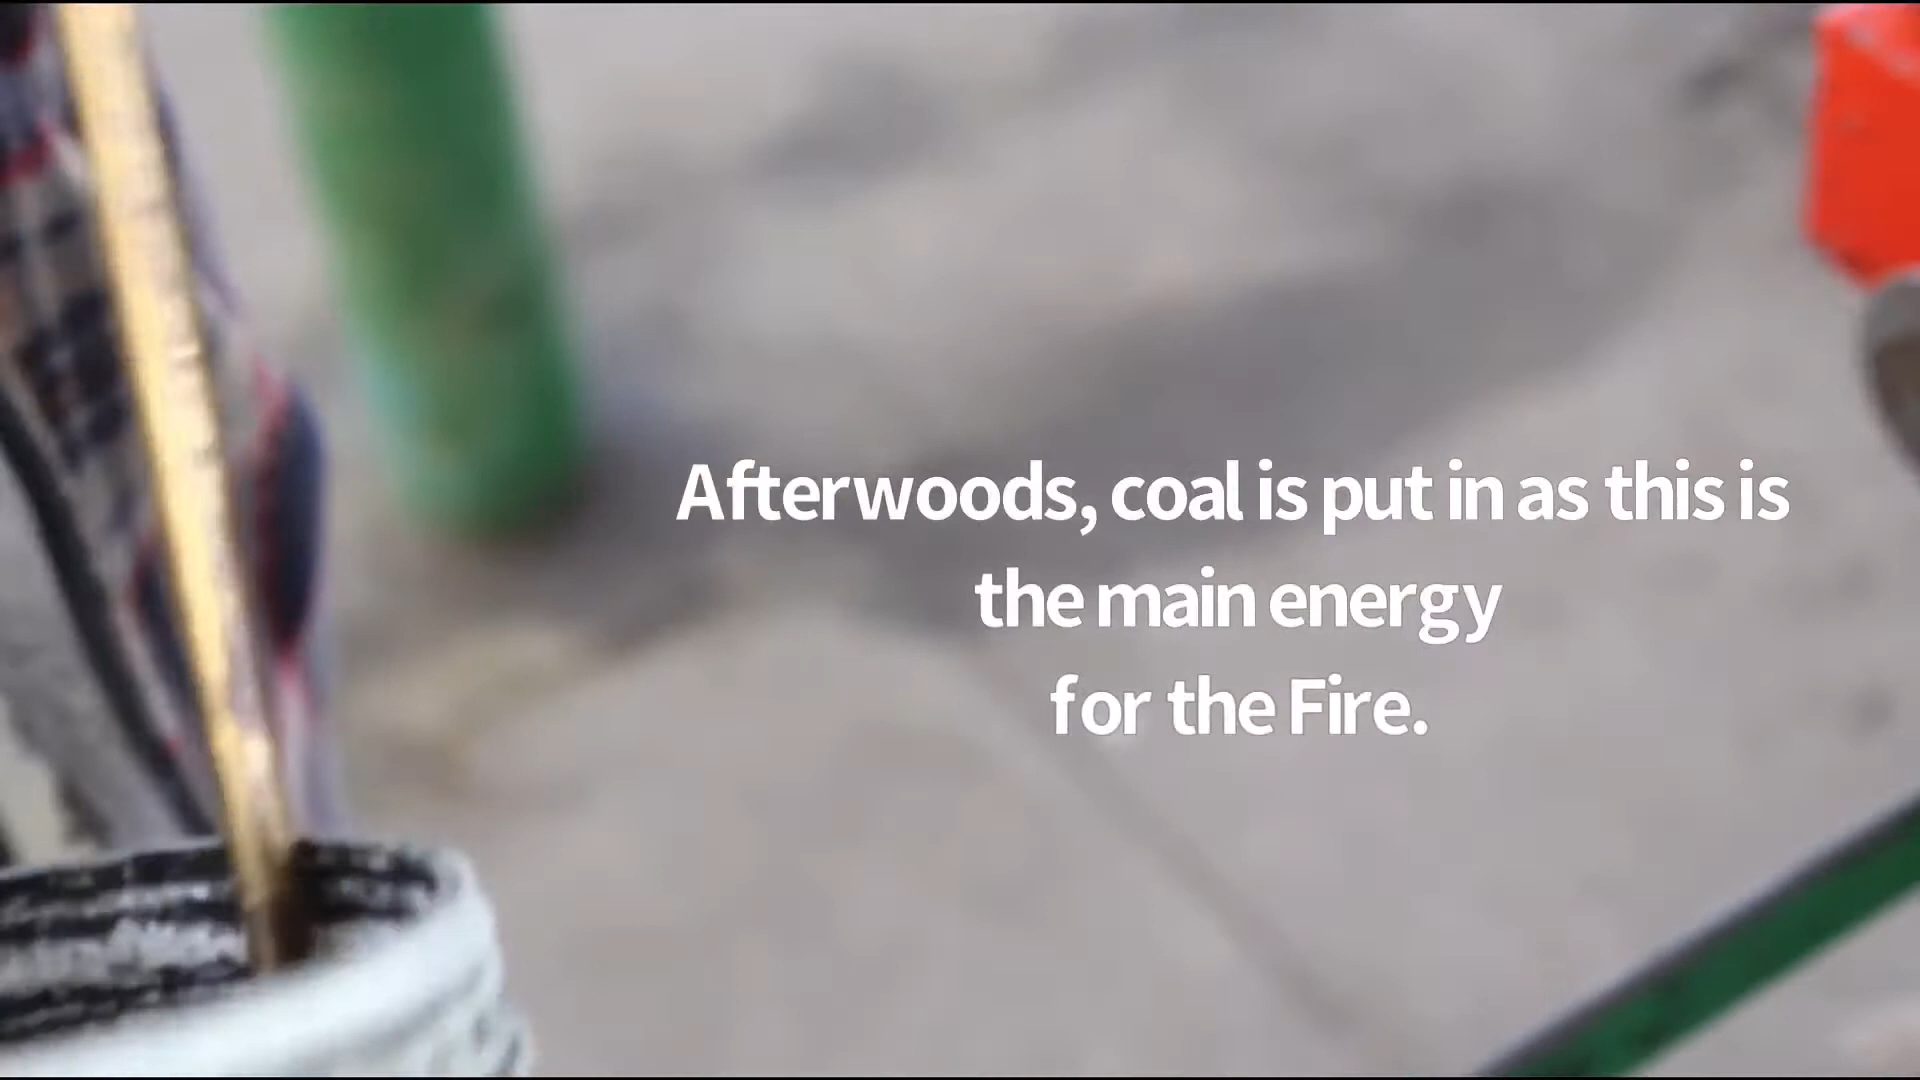 Afterwoods, coal is put in as this is
the main energy
for the Fire.